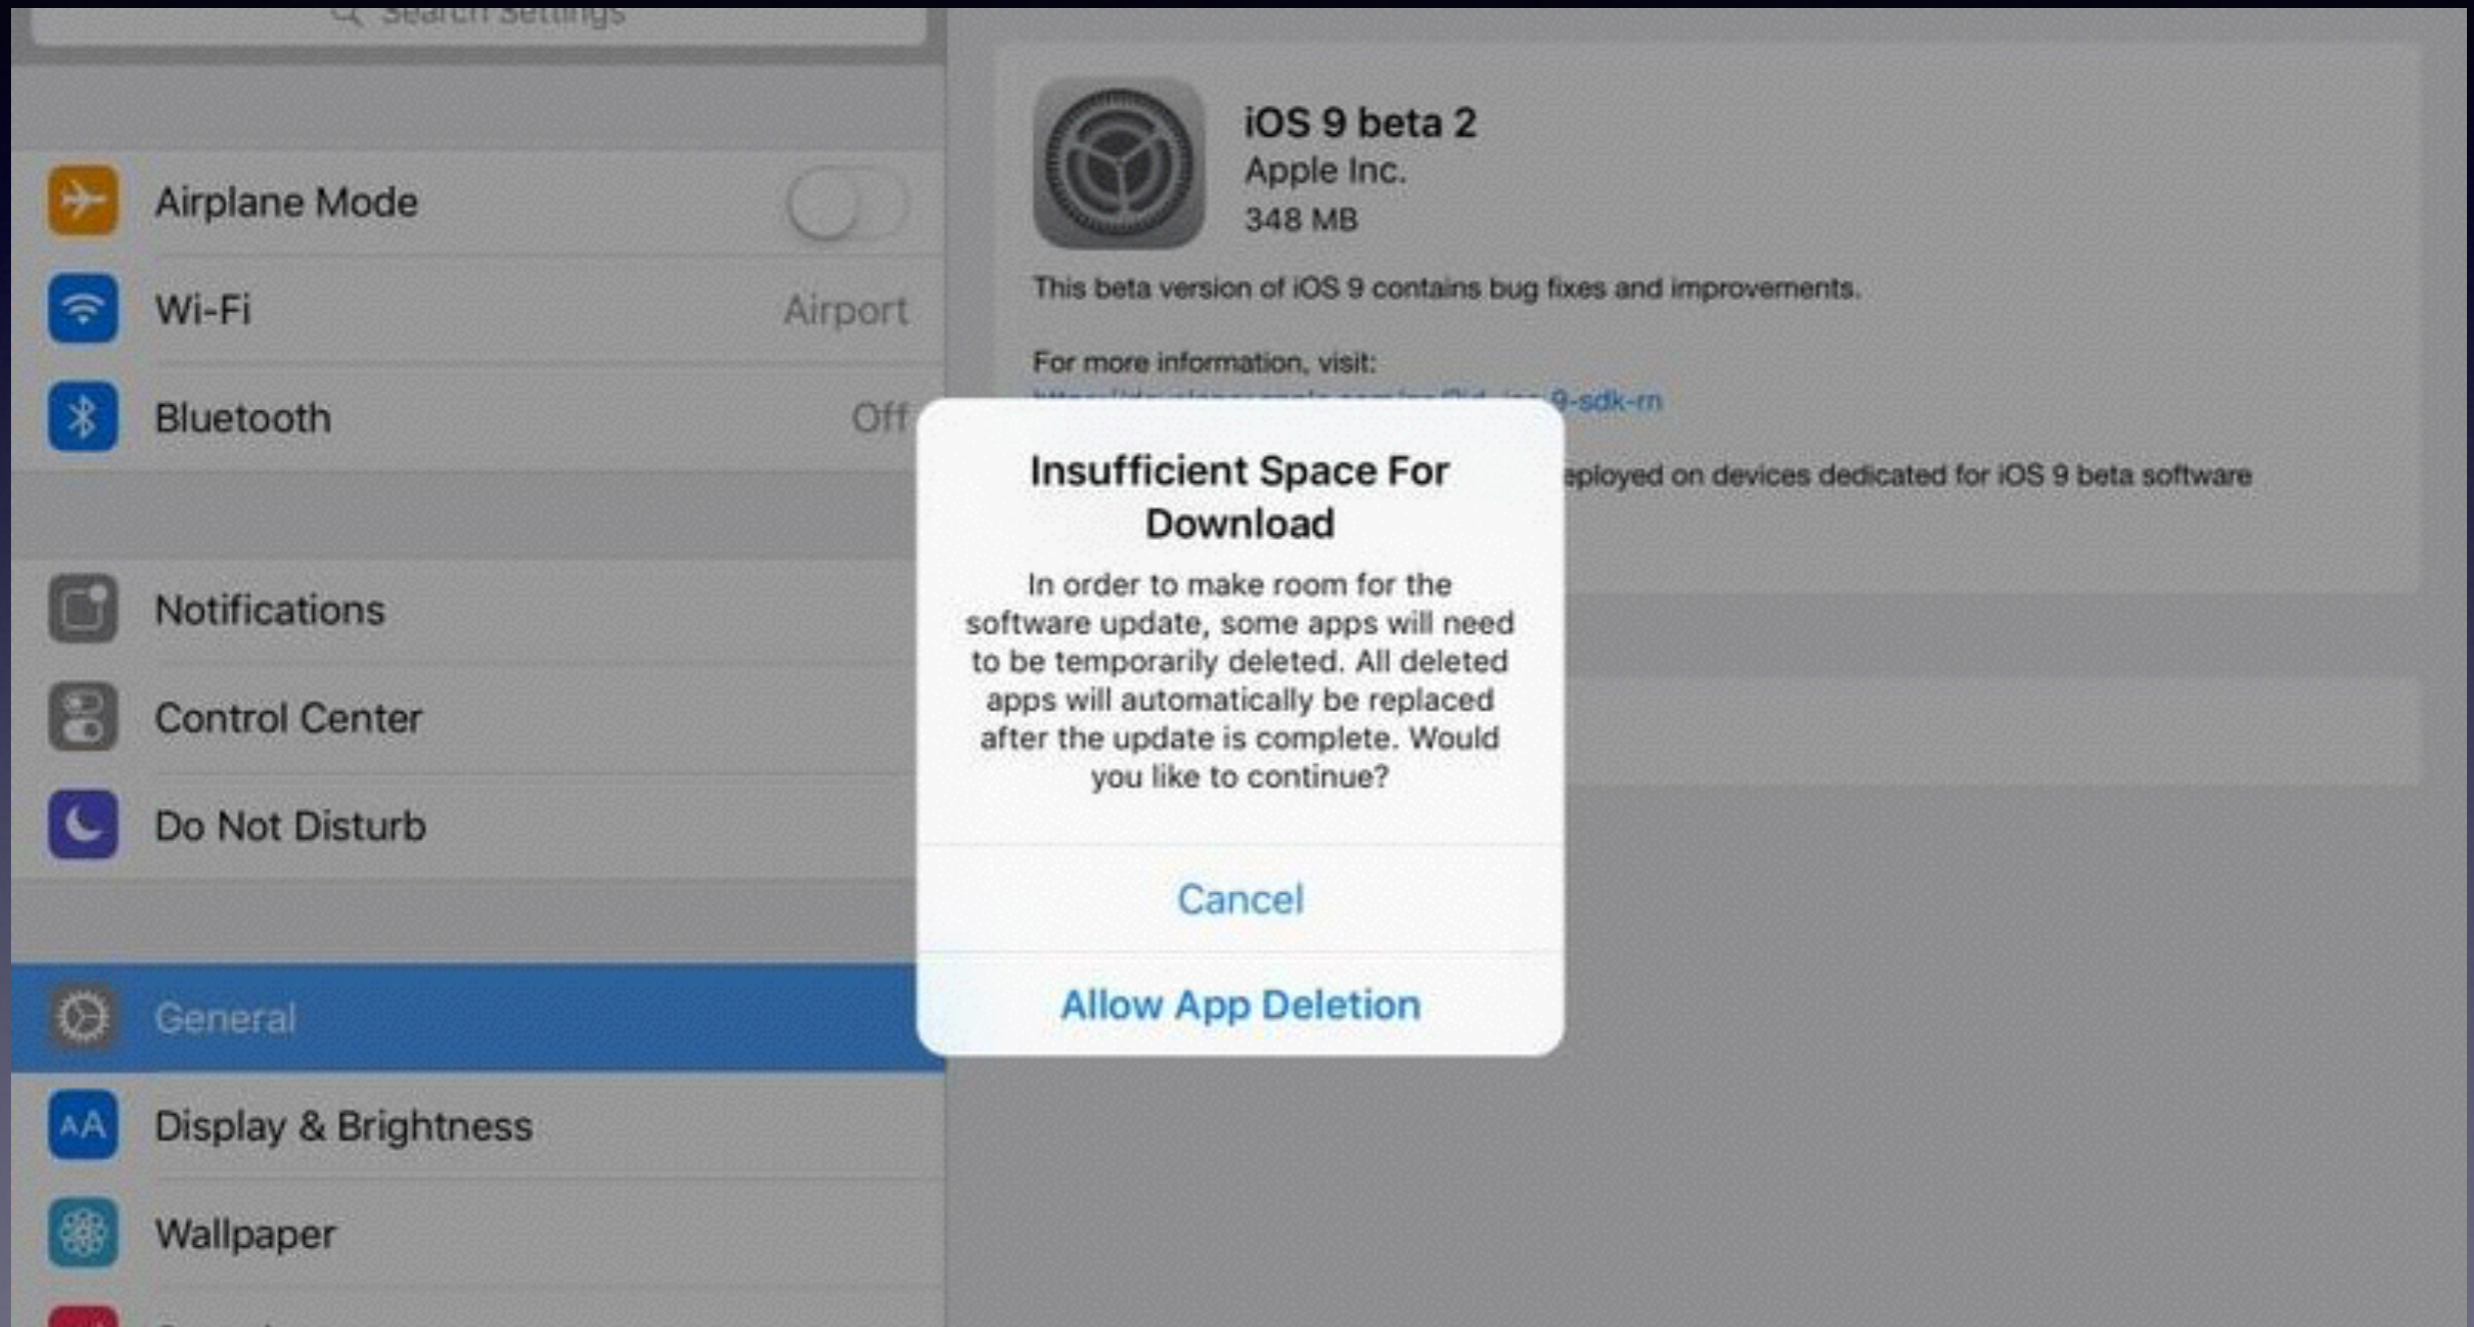 Search Settings
Airplane Mode
Wi-Fi
Airport
Bluetooth
Off
Notifications
Control Center
Do Not Disturb
General
Display & Brightness
Wallpaper
iOS 9 beta 2
Apple Inc.
348 MB
This beta version of iOS 9 contains bug fixes and improvements.
For more information, visit:
9-sdk-rn
eployed on devices dedicated for iOS 9 beta software
Insufficient Space For
Download
In order to make room for the
software update, some apps will need
to be temporarily deleted. All deleted
apps will automatically be replaced
after the update is complete. Would
you like to continue?
Cancel
Allow App Deletion